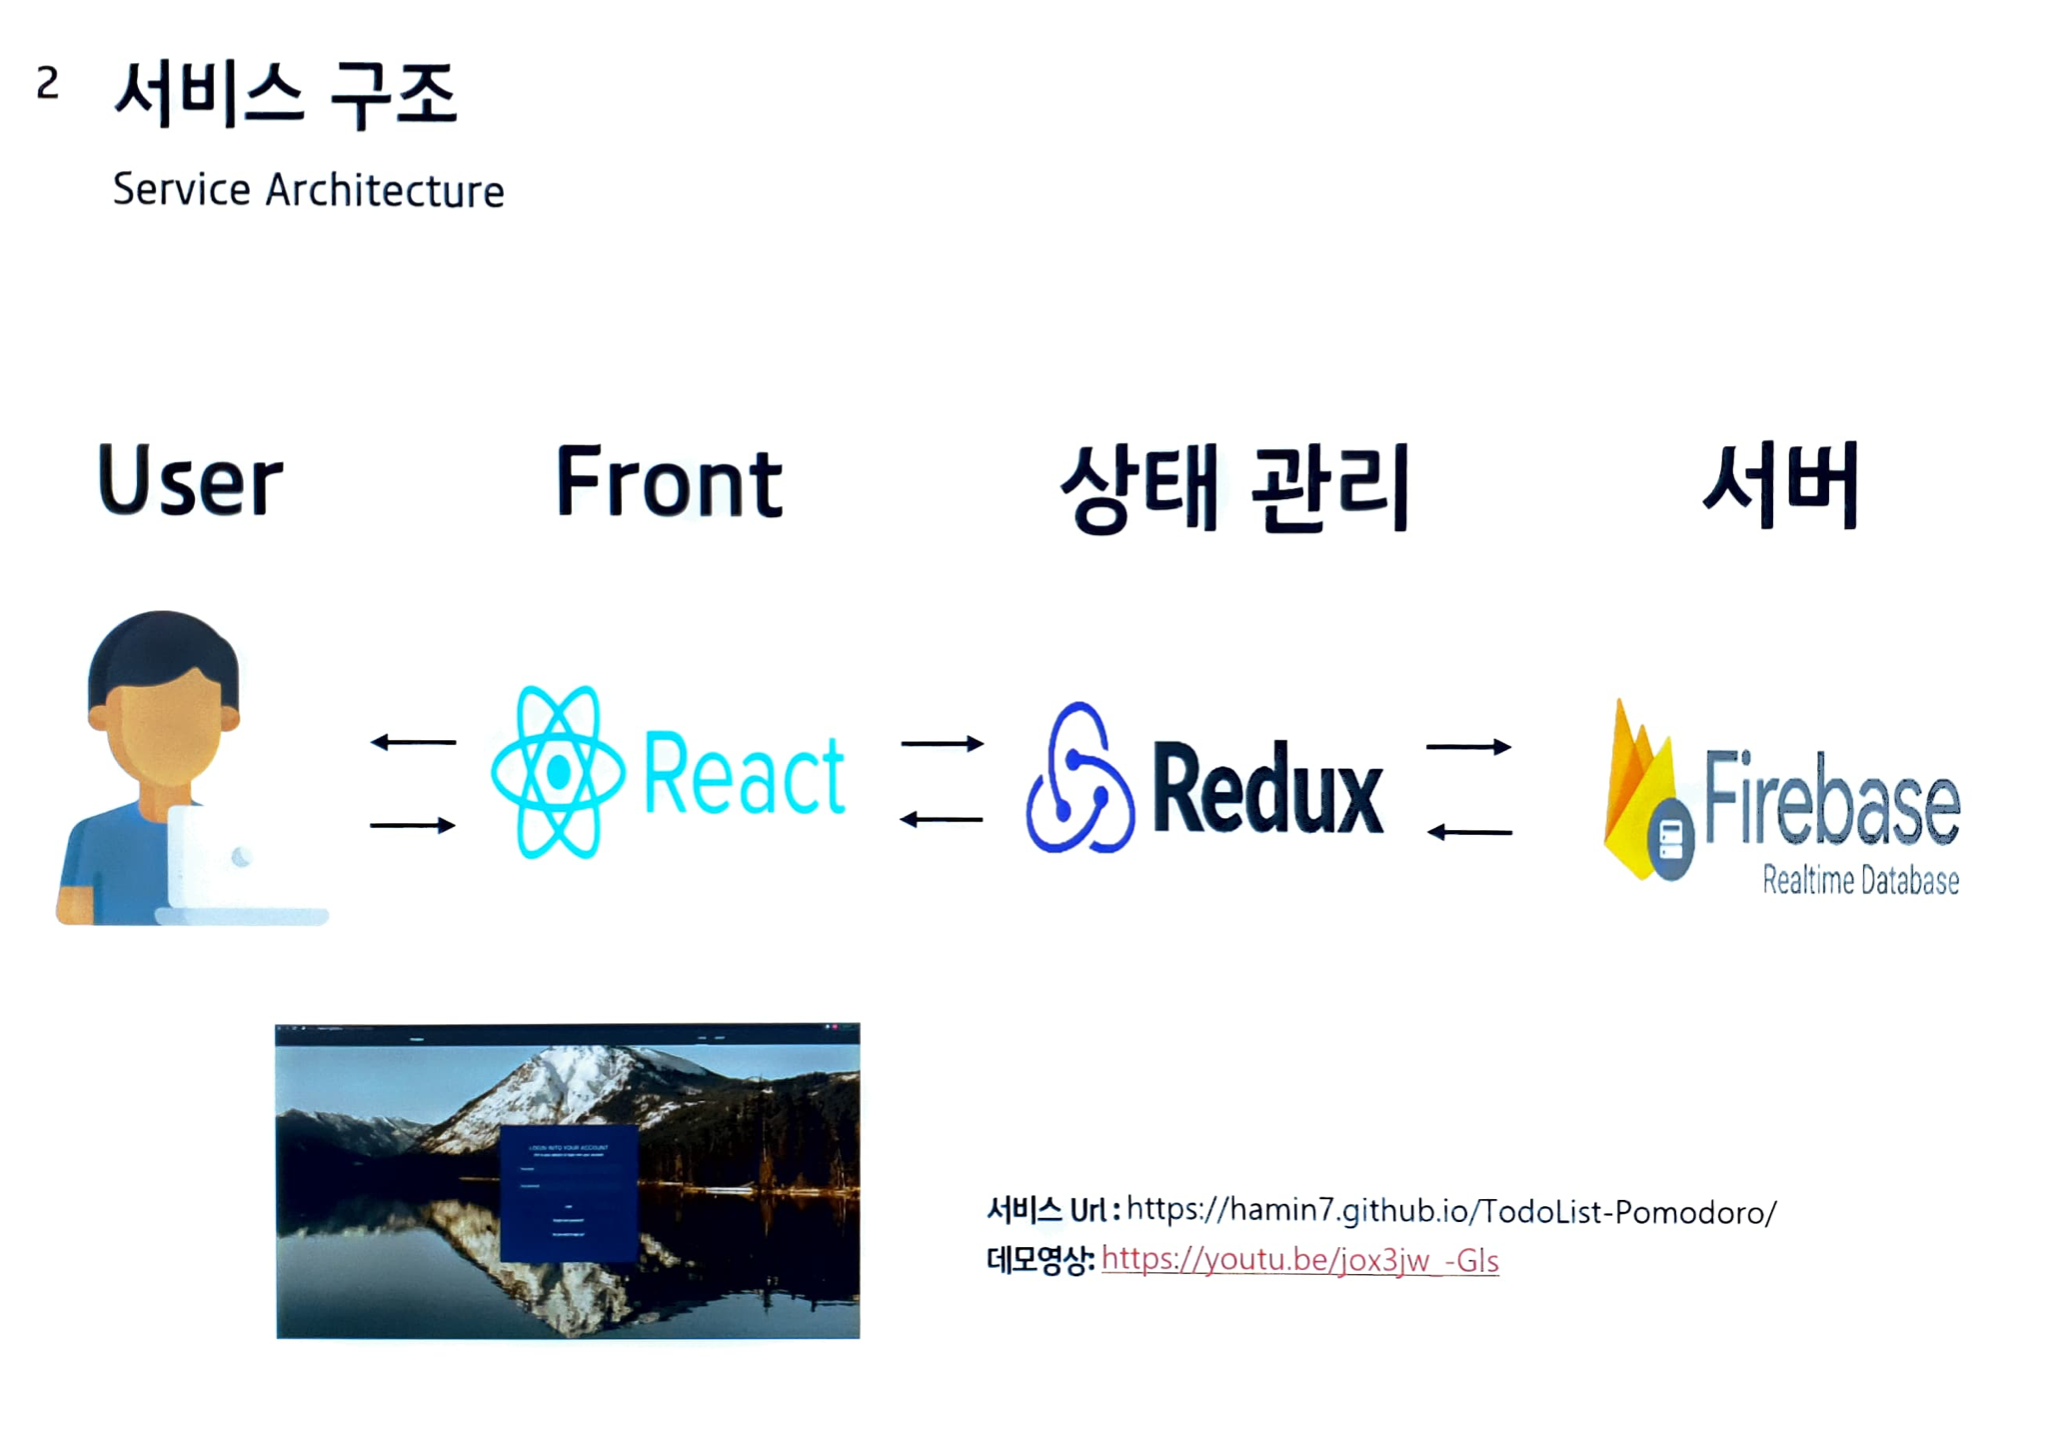 2 서비스 구조
Service Architecture
User Front 상태 관리 서버
React Redux Firebase
Realtime Database
LOGIN INTO YOUR ACCOUNT
서비스 Url : https://hamin7.github.io/TodoList-Pomodoro/
데모영상: https://youtu.be/jox3jw_-Gls